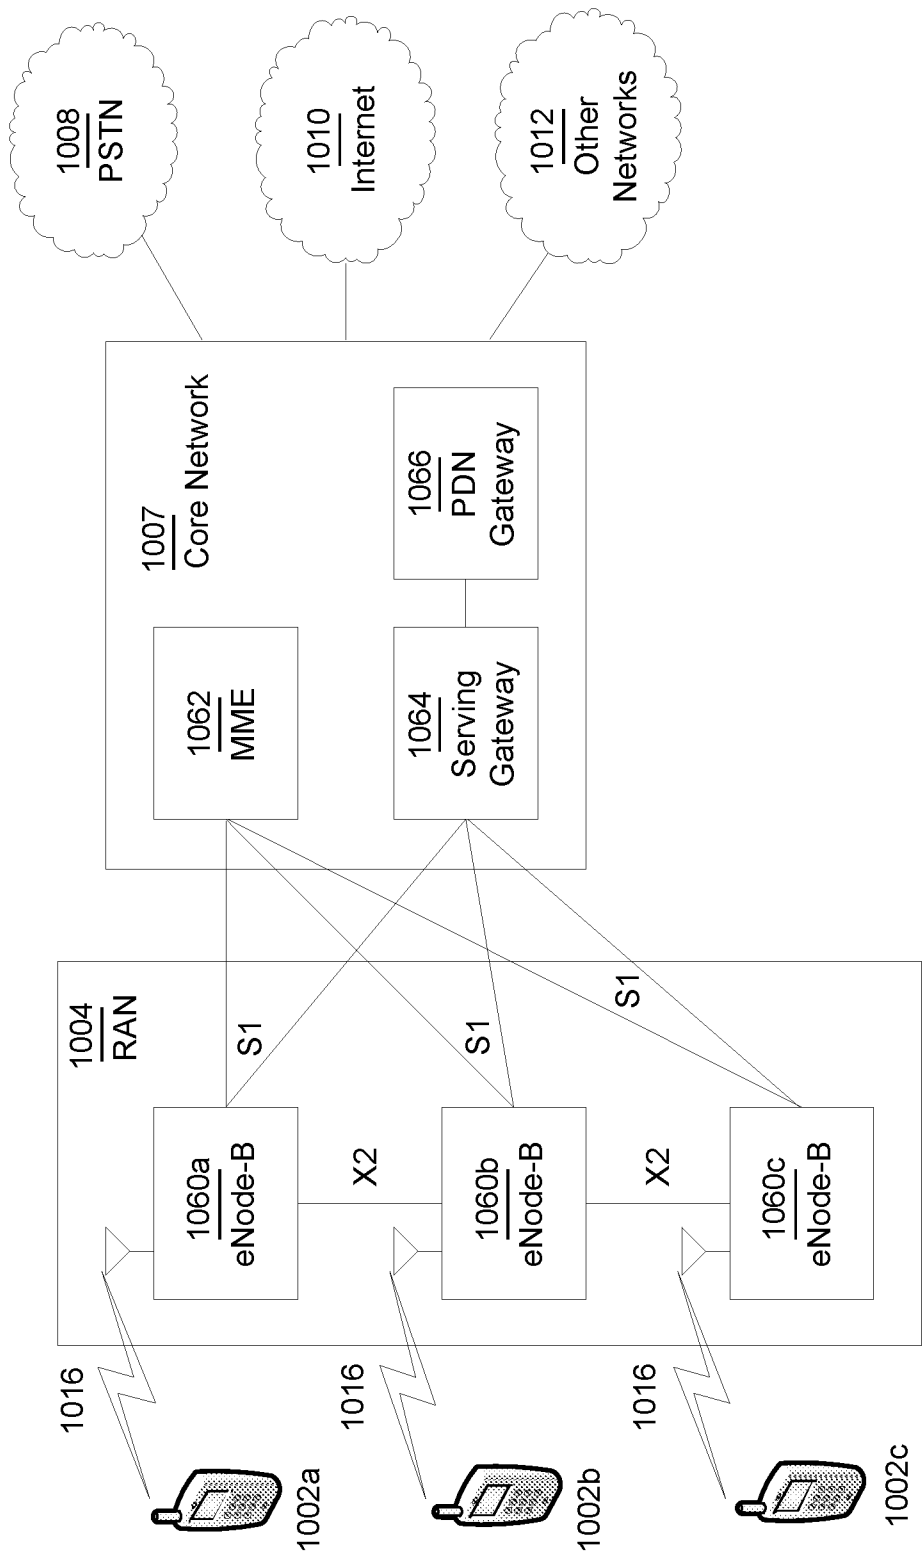 1002a
1016
1004
RAN
1060a
eNode-B
S1
1062
MME
1007
Core Network
1008
PSTN
X2
1002b
1016
1060b
eNode-B
S1
1064
Serving
Gateway
1066
PDN
Gateway
1010
Internet
X2
1002c
1016
1060c
eNode-B
S1
1012
Other
Networks